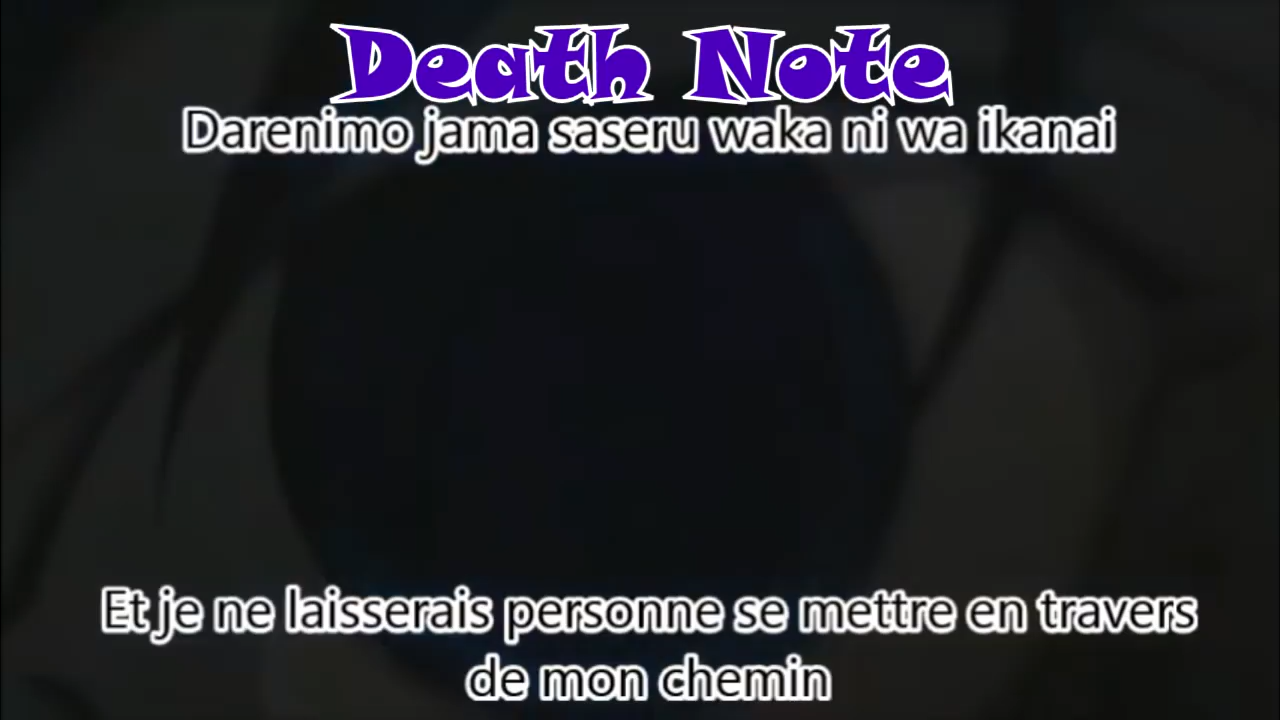 Death Note
Darenimo jama saseru waka ni wa ikanai
Et je ne laisserais personne se mettre en travers
de mon chemin